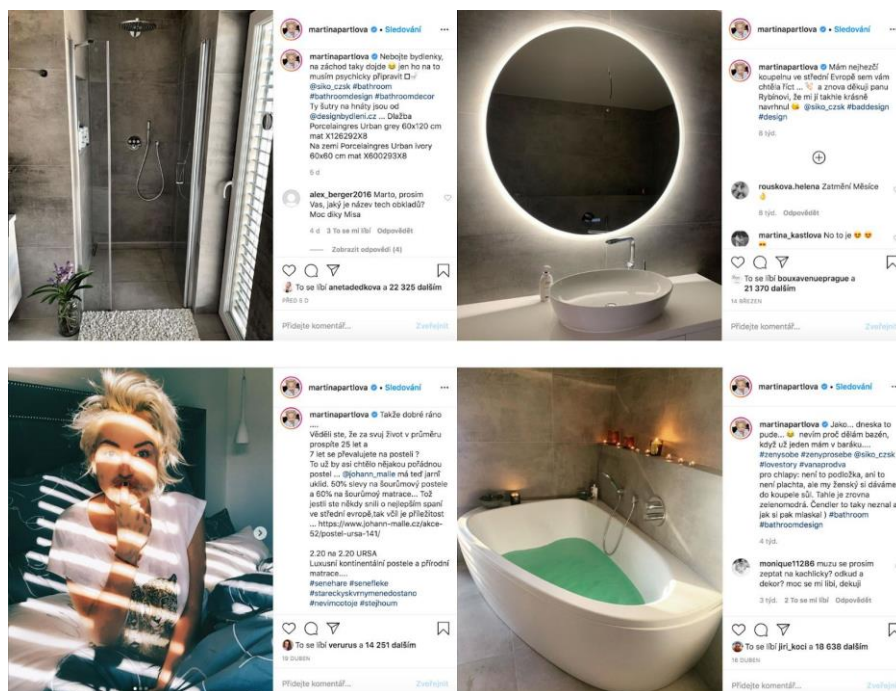 martinapartlova • Sledování
martinapartlova Nebojte bydlenky,
na záchod taky dojde 😂 jen ho na to
musím psychicky připravit
@siko_czsk #bathroom
#bathroomdesign #bathroomdecor
Ty šutry na hnáty jsou od
@designbydleni.cz ... Dlažba
Porcelaingres Urban grey 60x120 cm
mat X126292X8
Na zemi Porcelaingres Urban ivory
60x60 cm mat X600293X8
5 d
alex_berger2016 Marto, prosim
Vas, jaký je název tech obkladů?
Moc diky Misa
4 d 3 To se mi líbí Odpovědět
Zobrazit odpovědi (4)
To se líbí anetadedkova a 22 325 dalším
PŘED 5 D
Přidejte komentář... Zveřejnit
martinapartlova • Sledování
martinapartlova Mám nejhezčí
koupelnu ve střední Evropě sem vám
chtěla říct ... a znova děkuji panu
Rybínovi, že mi jí takhle krásně
navrhnul 😘 @siko_czsk #baddesign
#design
8 týd.
rouskova.helena Zatmění Měsíce
👌
8 týd. Odpovědět
martina_kastlova No to je 😍 😍
To se líbí bouxavenueprague a
21 370 dalším
14 BŘEZEN
Přidejte komentář... Zveřejnit
martinapartlova • Sledování
martinapartlova Takže dobré ráno
....
Věděli ste, že za svuj život v průměru
prospíte 25 let a
7 let se převalujete na posteli ?
To už by asi chtělo nějakou pořádnou
postel ... @johann_malle má teď jarní
uklid. 50% slevy na šourůmový postele
a 60% na šourůmový matrace... Tož
jestli ste někdy snili o nejlepším spaní
ve střední evropě,tak včil je příležitost
... https://www.johann-malle.cz/akce-
52/postel-ursa-141/
2.20 na 2.20 URSA
Luxusní kontinentální postele a přírodní
matrace....
#senehare #senefleke
#stareckyskvrnymenedostano
#nevimcotoje #stejhoum
To se líbí verurus a 14 251 dalším
18 DUBEN
Přidejte komentář... Zveřejnit
martinapartlova • Sledování
martinapartlova Jako... dneska to
pude... 😂 nevim proč dělám bazén,
když už jeden mám v baráku....
#zenysobe #zenyprosebe @siko_czsk
#lovestory #vanaprodva
pro chlapy: není to podložka, ani to
není plachta, ale my ženský si dáváme
do koupele sůl. Tahle je zrovna
zelenomodrá. Čendler to taky neznal a
jak si pak mlaskal ) #bathroom
#bathroomdesign
4 týd.
monique11286 muzu se prosim
zeptat na kachlicky? odkud a
dekor? moc se mi libi, dekuji
3 týd. 2 To se mi líbí Odpovědět
To se líbí jiri_koci a 18 638 dalším
16 DUBEN
Přidejte komentář... Zveřejnit